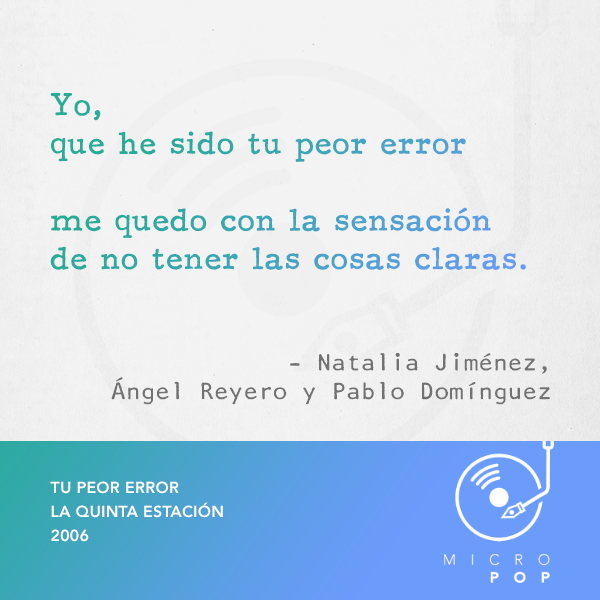 Yo,
que he sido tu peor error
me quedo con la sensación
de no tener las cosas claras.
- Natalia Jiménez,
Ángel Reyero y Pablo Domínguez
TU PEOR ERROR
LA QUINTA ESTACIÓN
2006
MICRO
POP